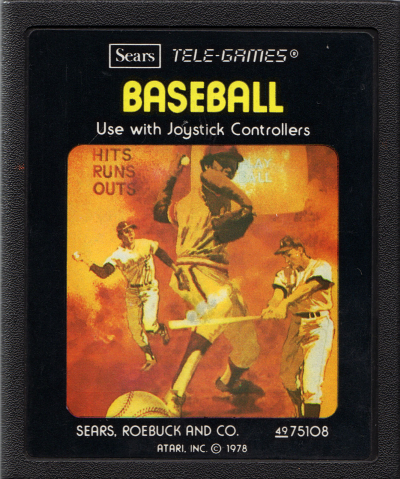 Sears TELE-GAMES®
BASEBALL
Use with Joystick Controllers
HITS
RUNS
OUTS
SEARS, ROEBUCK AND CO. 49 75108
ATARI, INC. © 1978